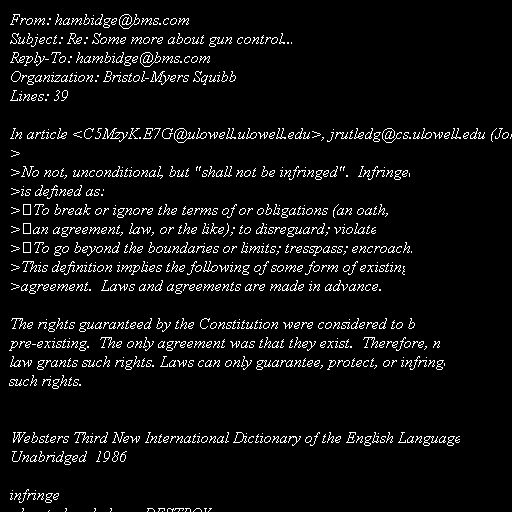 From: hambidge@bms.com
Subject: Re: Some more about gun control...
Reply-To: hambidge@bms.com
Organization: Bristol-Myers Squibb
Lines: 39

In article <C5MzyK.E7G@ulowell.ulowell.edu>, jrutledg@cs.ulowell.edu (Joh
>
>No not, unconditional, but "shall not be infringed".  Infringe
>is defined as:
>To break or ignore the terms of or obligations (an oath,
>an agreement, law, or the like); to disreguard; violate
>To go beyond the boundaries or limits; tresspass; encroach.
>This definition implies the following of some form of existing
>agreement.  Laws and agreements are made in advance.

The rights guaranteed by the Constitution were considered to b
pre-existing.  The only agreement was that they exist.  Therefore, n
law grants such rights. Laws can only guarantee, protect, or infringe
such rights.

Websters Third New International Dictionary of the English Language
Unabridged  1986

infringe
DESTROY